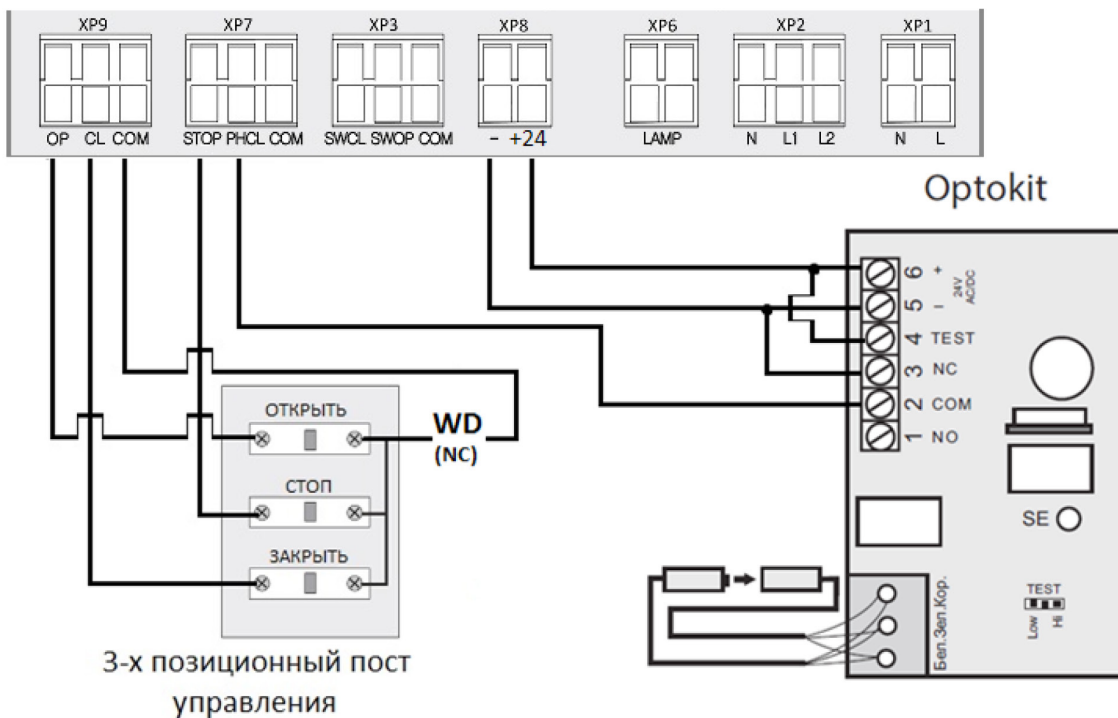 XP9 XP7 XP3 XP8 XP6 XP2 XP1
OP CL COM STOP PHCL COM SWCL SWOP COM - +24 LAMP N L1 L2 N L
Optokit
6 +
24V
AC/DC
5 -
4 TEST
3 NC
2 COM
1 NO
ОТКРЫТЬ
WD
(NC)
СТОП
ЗАКРЫТЬ
SE
TEST
Low Hi
Бел.Зел.Кор.
3-х позиционный пост
управления